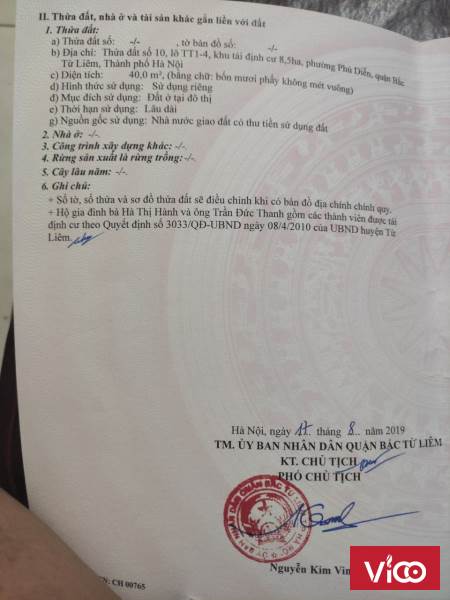 II. Thửa đất, nhà ở và tài sản khác gắn liền với đất
1. Thửa đất:
a) Thửa đất số: -/- , tờ bản đồ số: -/-
b) Địa chỉ: Thửa đất số 10, lô TT1-4, khu tái định cư 8,5ha, phường Phú Diễn, quận Bắc
Từ Liêm, Thành phố Hà Nội
c) Diện tích: 40,0 m², (bằng chữ: bốn mươi phẩy không mét vuông)
d) Hình thức sử dụng: Sử dụng riêng
đ) Mục đích sử dụng: Đất ở tại đô thị
e) Thời hạn sử dụng: Lâu dài
g) Nguồn gốc sử dụng: Nhà nước giao đất có thu tiền sử dụng đất
2. Nhà ở: -/-.
3. Công trình xây dựng khác: -/-.
4. Rừng sản xuất là rừng trồng: -/-.
5. Cây lâu năm: -/-.
6. Ghi chú:
+ Số tờ, số thửa và sơ đồ thửa đất sẽ điều chỉnh khi có bản đồ địa chính chính quy.
+ Hộ gia đình bà Hà Thị Hành và ông Trần Đức Thanh gồm các thành viên được tái
định cư theo Quyết định số 3033/QĐ-UBND ngày 08/4/2010 của UBND huyện Từ
Liêm.
Hà Nội, ngày 17 tháng 8 năm 2019
TM. ỦY BAN NHÂN DÂN QUẬN BẮC TỪ LIÊM
KT. CHỦ TỊCH
PHÓ CHỦ TỊCH
Nguyễn Kim Vin
CH 00765
Vico